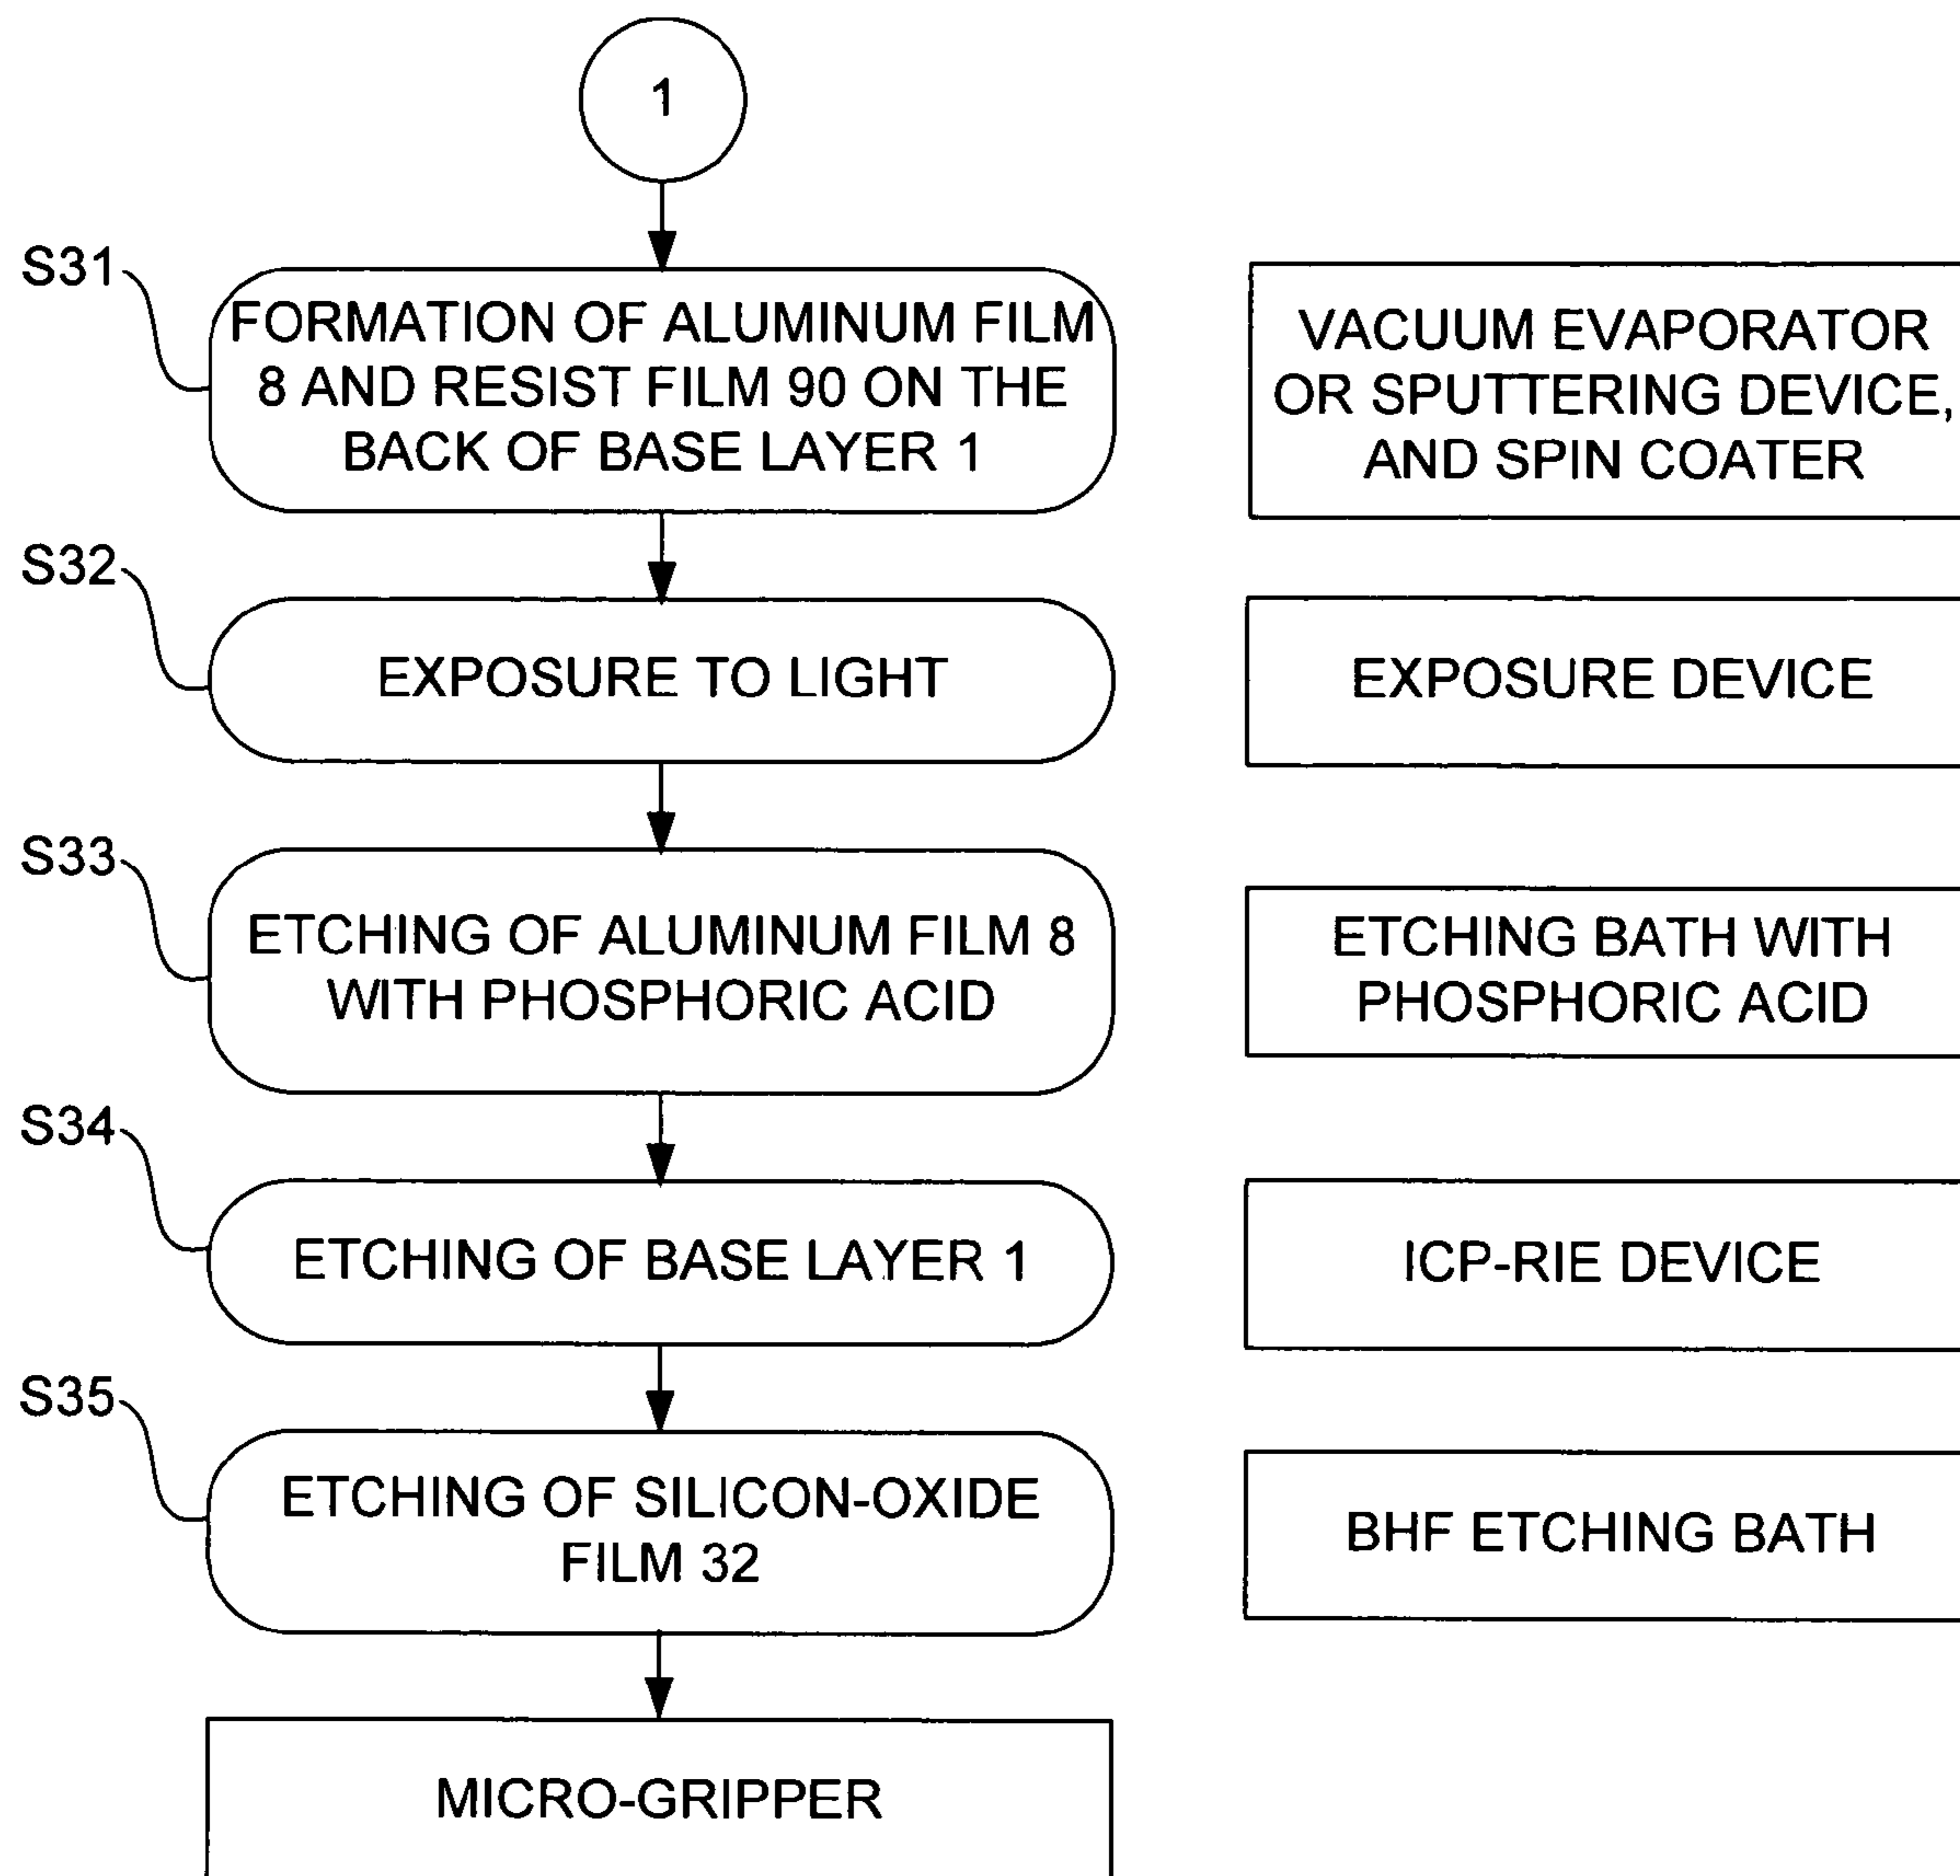 1
S31
FORMATION OF ALUMINUM FILM
8 AND RESIST FILM 90 ON THE
BACK OF BASE LAYER 1
VACUUM EVAPORATOR
OR SPUTTERING DEVICE,
AND SPIN COATER
S32
EXPOSURE TO LIGHT
EXPOSURE DEVICE
S33
ETCHING OF ALUMINUM FILM 8
WITH PHOSPHORIC ACID
ETCHING BATH WITH
PHOSPHORIC ACID
S34
ETCHING OF BASE LAYER 1
ICP-RIE DEVICE
S35
ETCHING OF SILICON-OXIDE
FILM 32
BHF ETCHING BATH
MICRO-GRIPPER